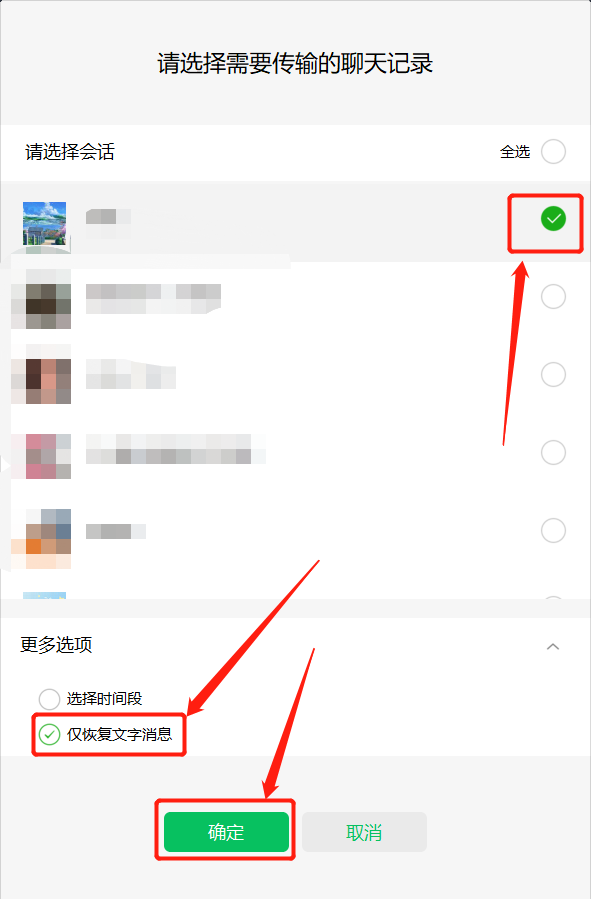 请选择需要传输的聊天记录
请选择会话 全选
更多选项
选择时间段
仅恢复文字消息
确定 取消